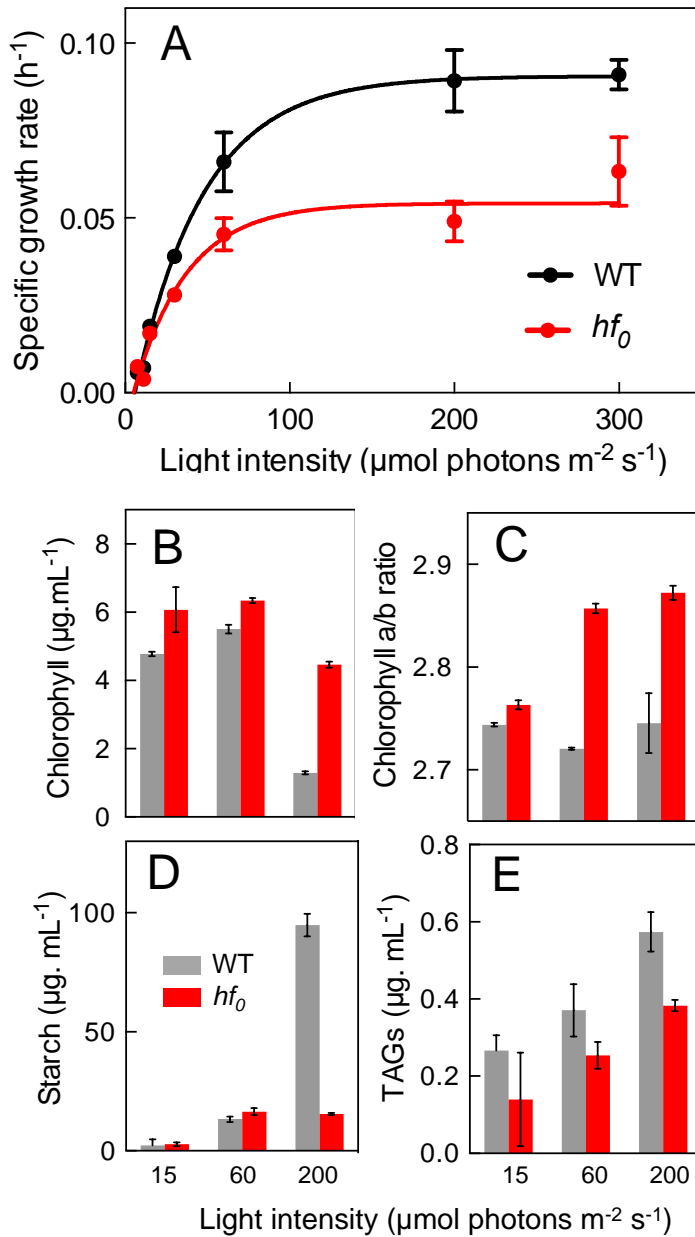 A
Specific growth rate (h⁻¹)
0.10
0.05
0.00
WT
hf₀
0
100
200
300
Light intensity (µmol photons m⁻² s⁻¹)
B
Chlorophyll (µg.mL⁻¹)
8
6
4
2
0
C
Chlorophyll a/b ratio
2.9
2.8
2.7
D
Starch (µg. mL⁻¹)
100
50
0
WT
hf₀
15
60
200
E
TAGs (µg. mL⁻¹)
0.8
0.6
0.4
0.2
0.0
15
60
200
Light intensity (µmol photons m⁻² s⁻¹)